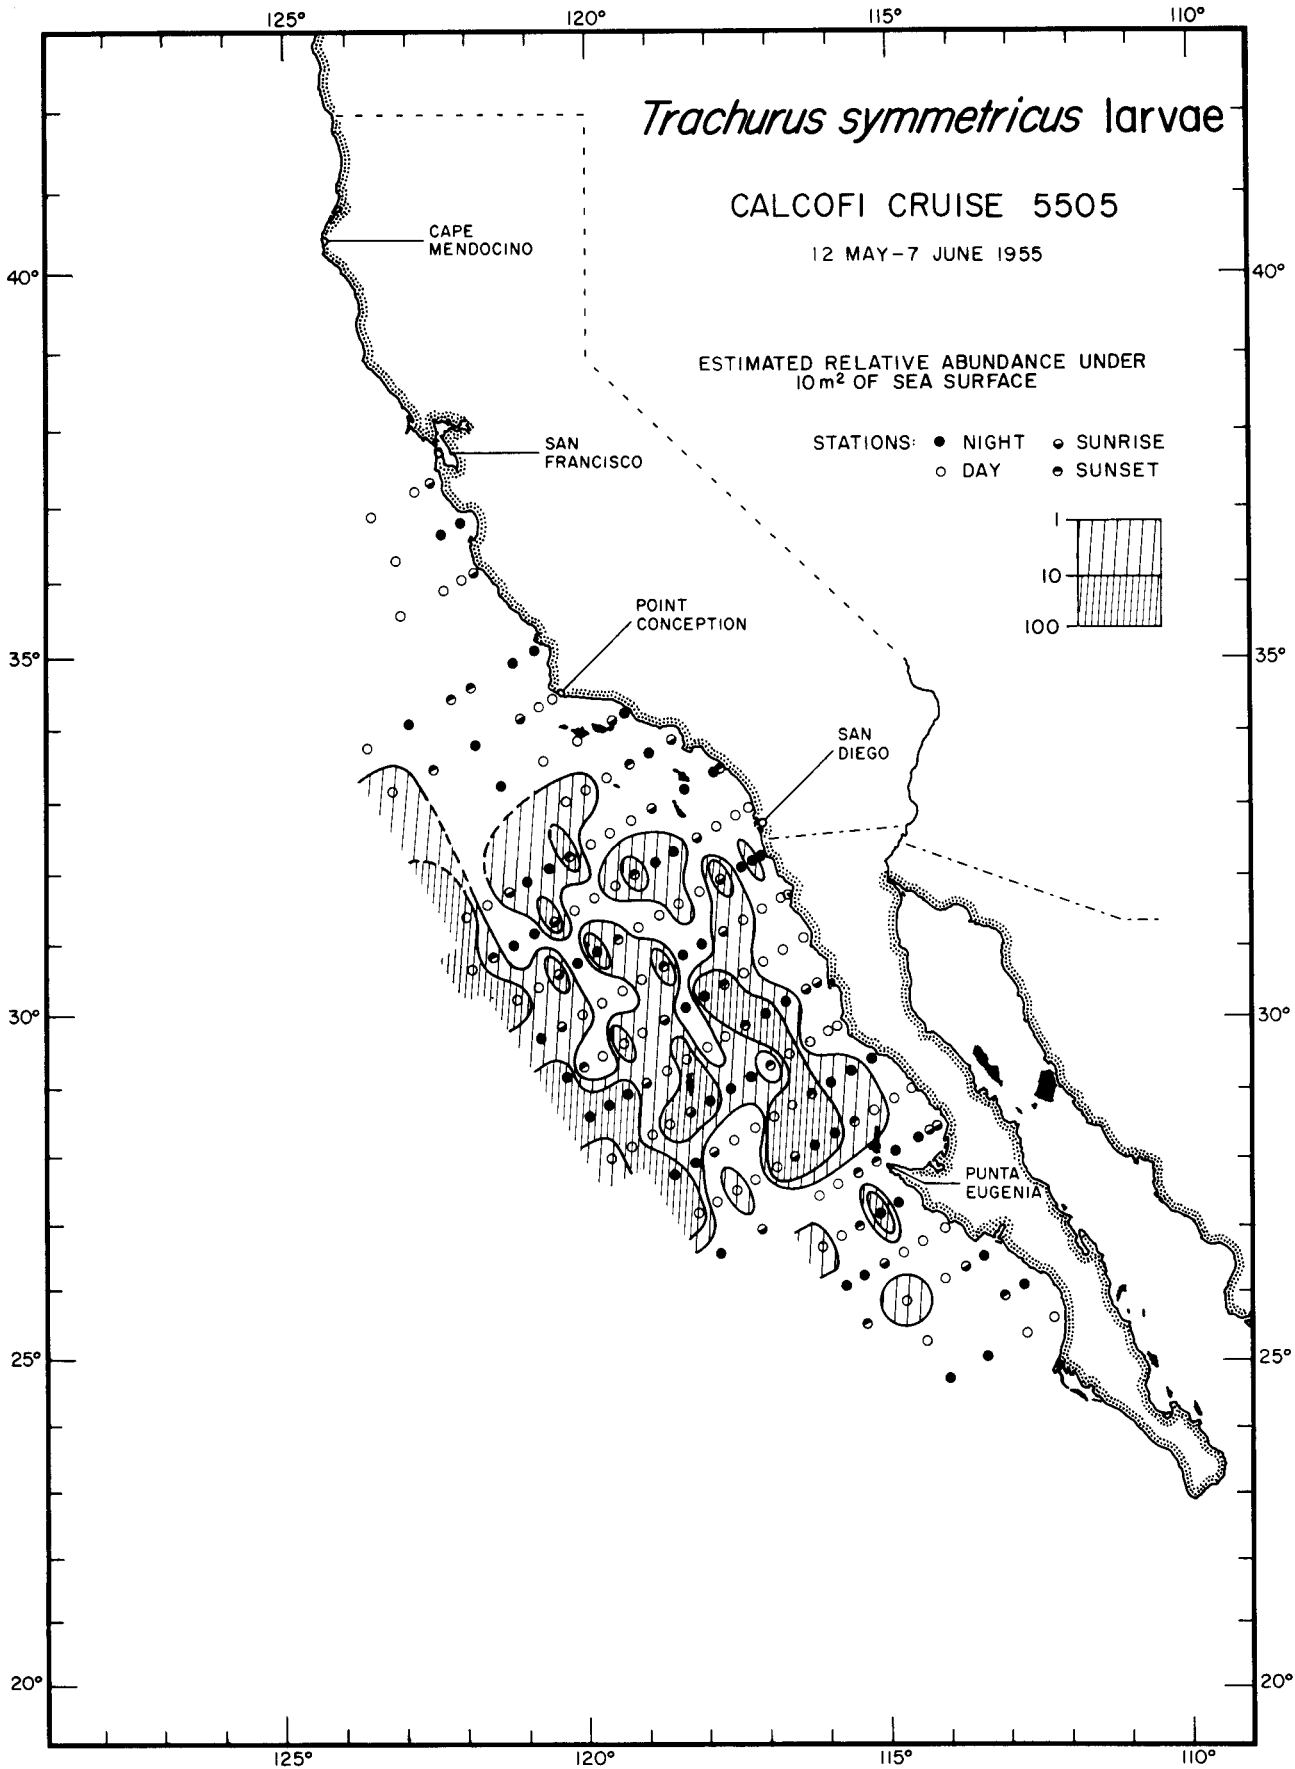 125°
120°
115°
110°
Trachurus symmetricus larvae
CALCOFI CRUISE 5505
12 MAY–7 JUNE 1955
CAPE
MENDOCINO
40°
40°
ESTIMATED RELATIVE ABUNDANCE UNDER
10 m² OF SEA SURFACE
STATIONS: ● NIGHT ◒ SUNRISE
○ DAY ◓ SUNSET
SAN
FRANCISCO
1
10
100
POINT
CONCEPTION
35°
35°
SAN
DIEGO
30°
30°
PUNTA
EUGENIA
25°
25°
20°
20°
125°
120°
115°
110°